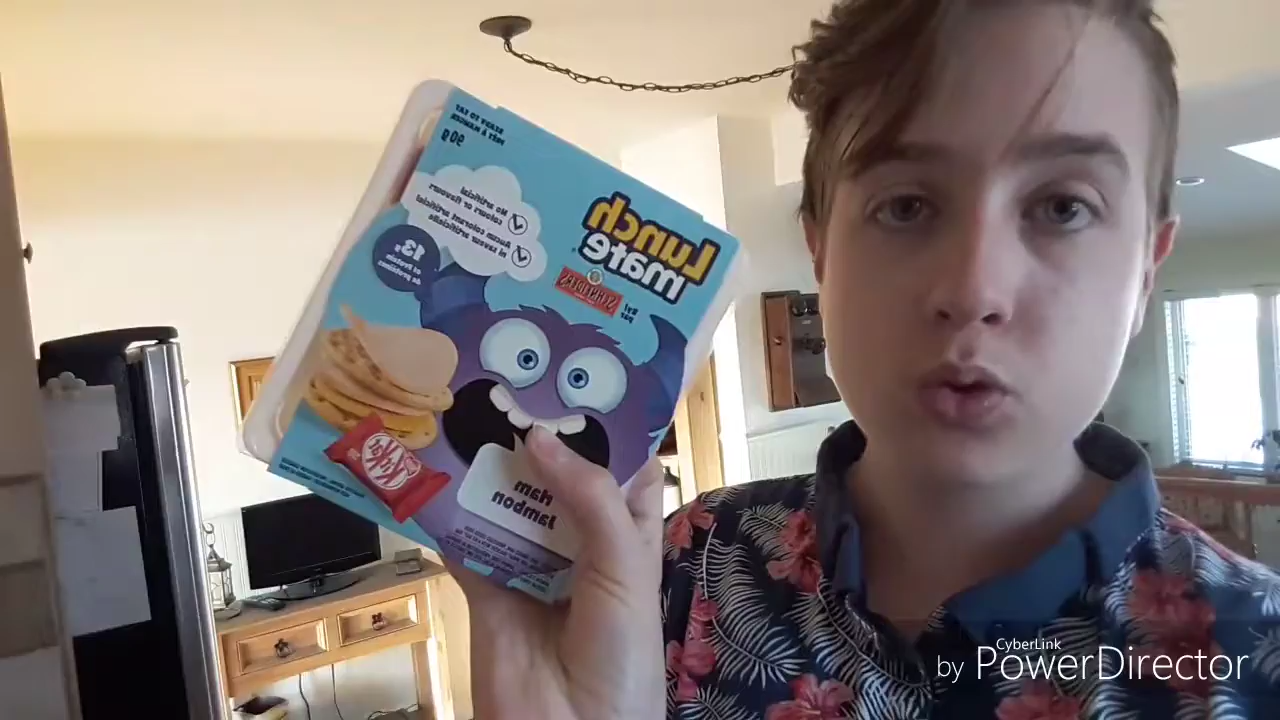 READY TO EAT
PRÊT À MANGER
90 g
No artificial
colours or flavours
Aucun colorant artificiel
ni saveur artificielle
13g
of Protein
de protéines
Lunch
mate
By/
par
SCHNEIDERS
KitKat
Ham
Jambon
CyberLink
by PowerDirector